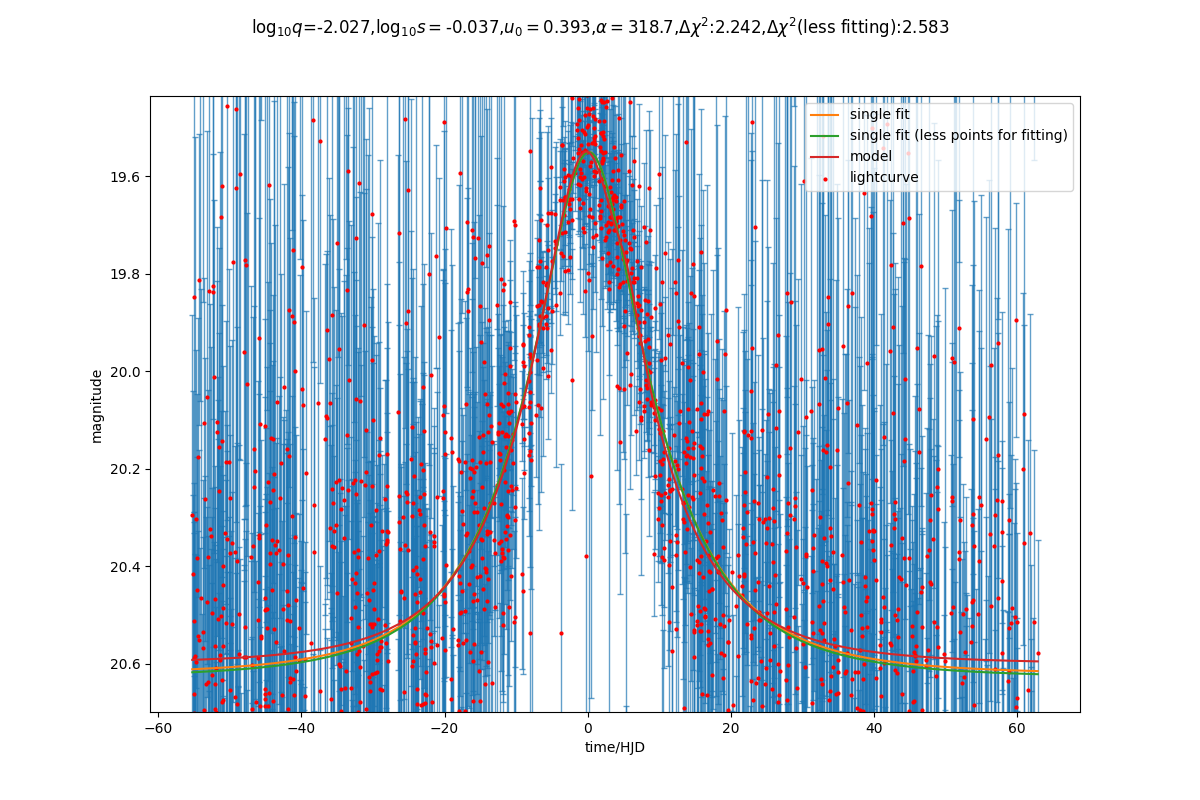 log₁₀q=-2.027,log₁₀s = -0.037,u₀ = 0.393,α = 318.7,Δχ²:2.242,Δχ²(less fitting):2.583
single fit
single fit (less points for fitting)
model
lightcurve
19.6
19.8
20.0
20.2
20.4
20.6
magnitude
−60
−40
−20
0
20
40
60
time/HJD